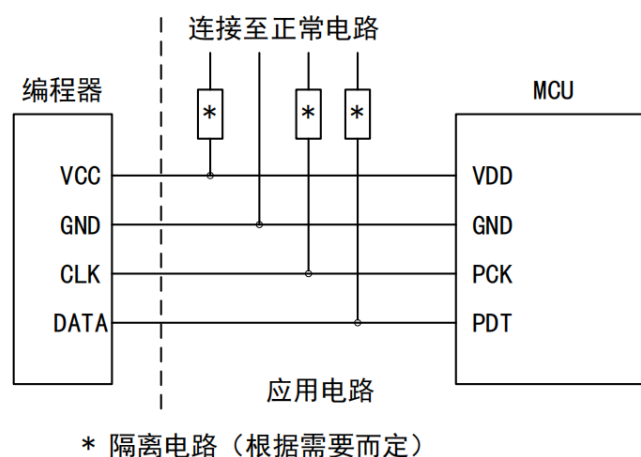 连接至正常电路
编程器
MCU
* * *
VCC VDD
GND GND
CLK PCK
DATA PDT
应用电路
* 隔离电路（根据需要而定）